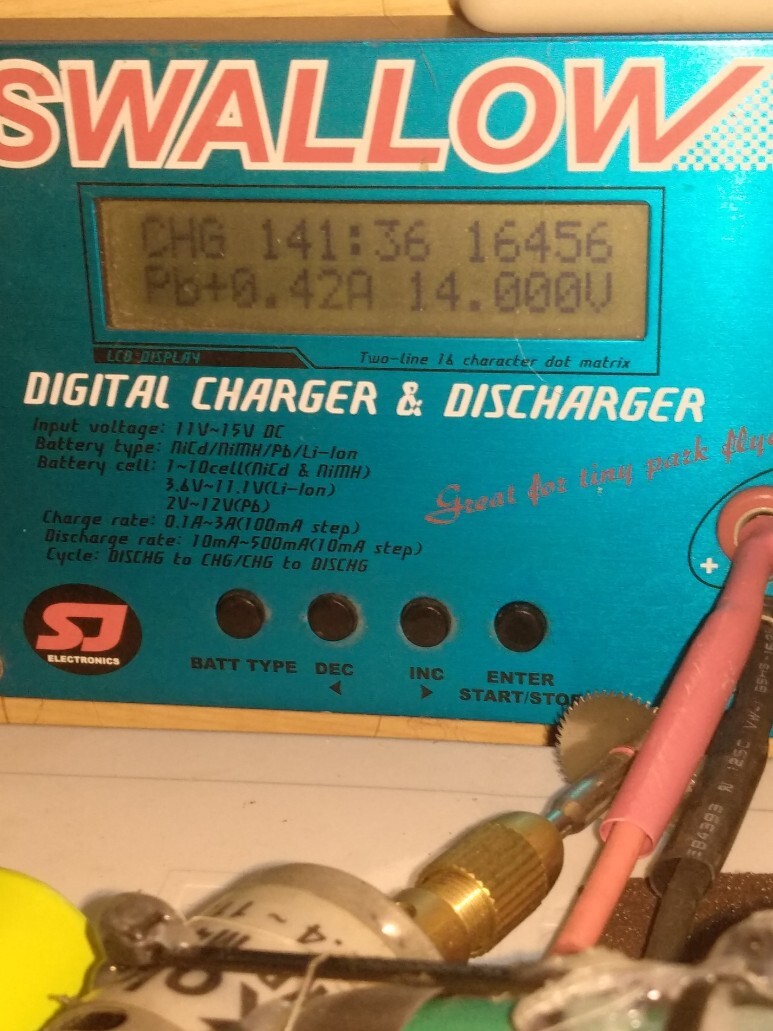 SWALLOW
CHG 141:36 16456
Pb+0.42A 14.000V
LCD DISPLAY
Two-line 16 character dot matrix
DIGITAL CHARGER & DISCHARGER
Input voltage: 11V~15V DC
Battery type: NiCd/NiMH/Pb/Li-Ion
Battery cell: 1~10cell(NiCd & NiMH)
3.6V~11.1V(Li-Ion)
2V~12V(Pb)
Charge rate: 0.1A~3A(100mA step)
Discharge rate: 10mA~500mA(10mA step)
Cycle: DISCHG to CHG/CHG to DISCHG
Great for tiny park
+
SJ
ELECTRONICS
BATT TYPE
DEC
INC
ENTER
START/STOP
125C VW-1